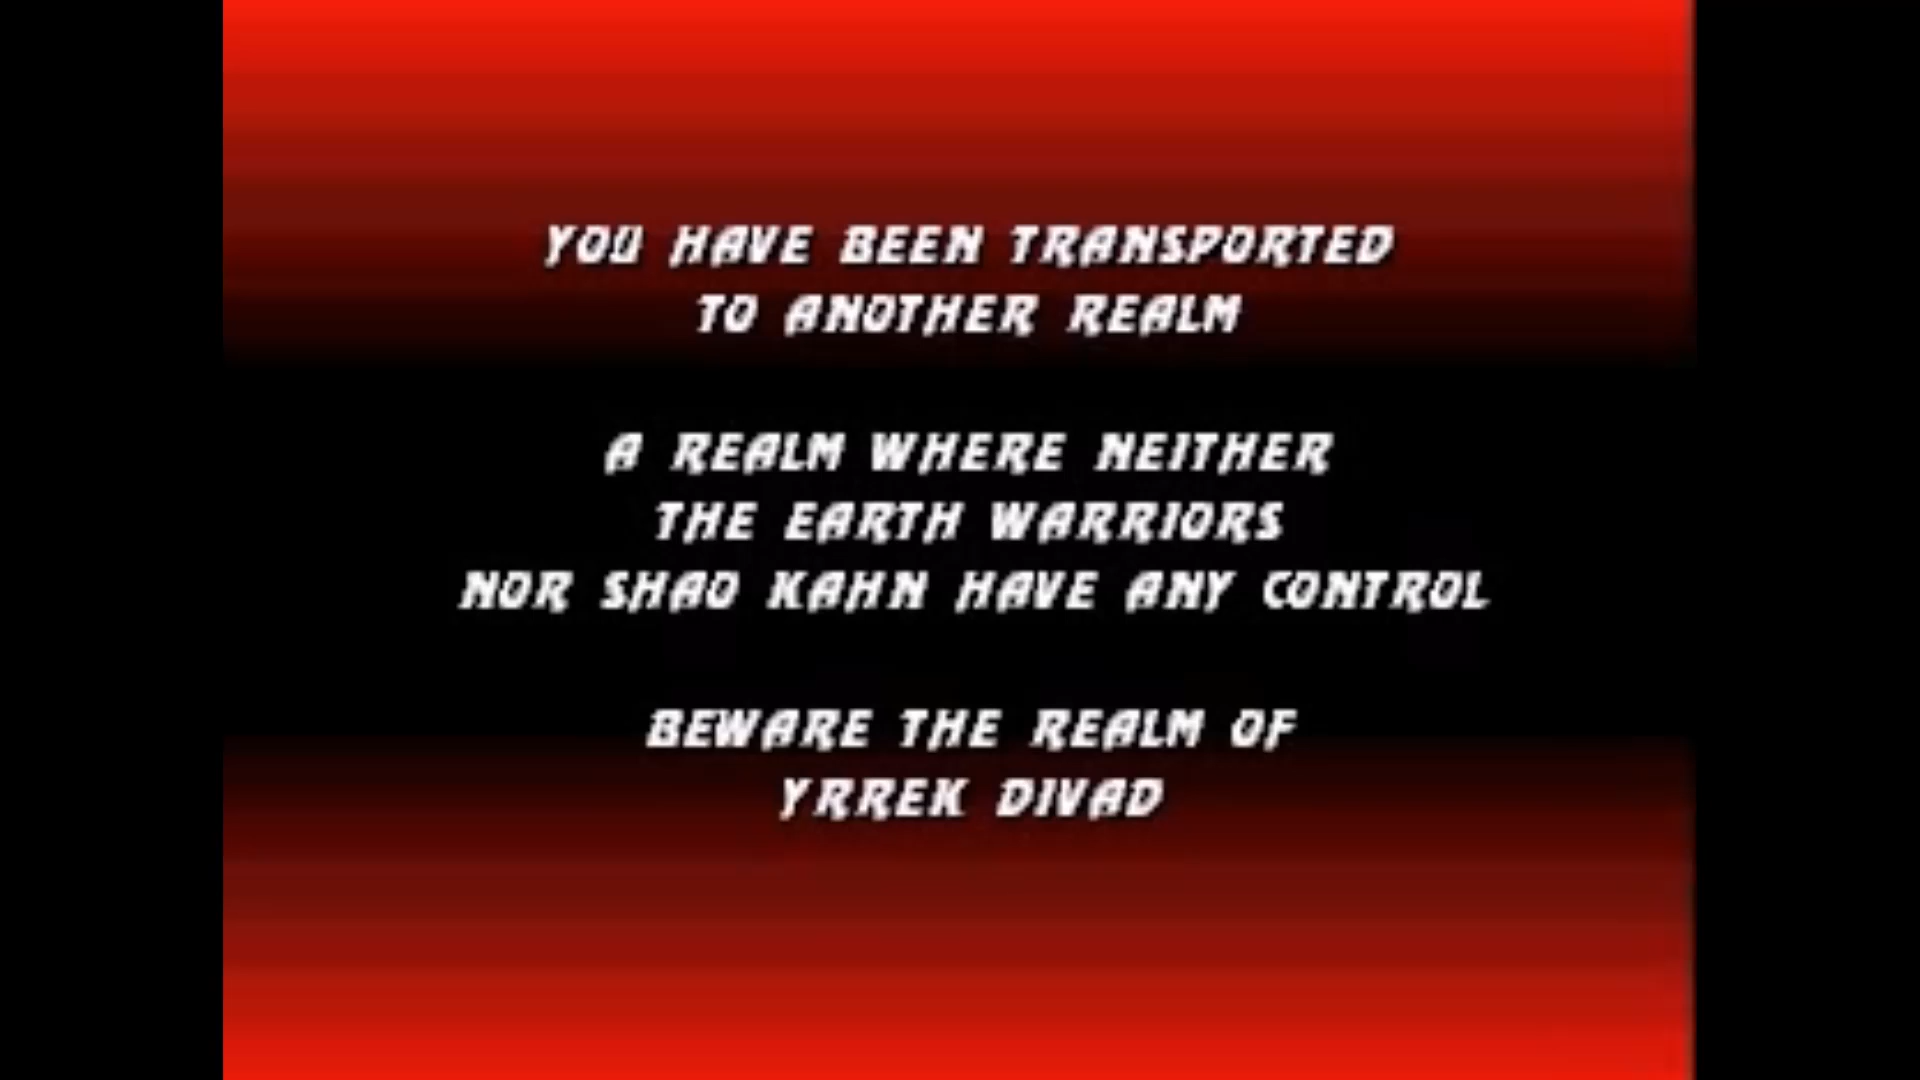 YOU HAVE BEEN TRANSPORTED
TO ANOTHER REALM
A REALM WHERE NEITHER
THE EARTH WARRIORS
NOR SHAO KAHN HAVE ANY CONTROL
BEWARE THE REALM OF
YRREK DIVAD